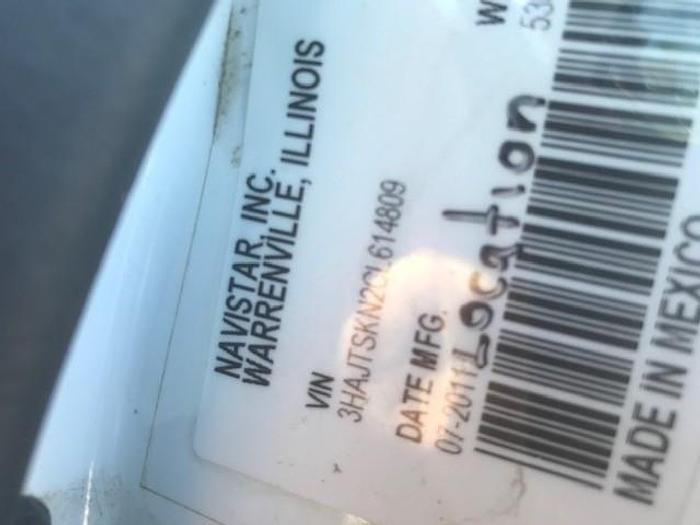 NAVISTAR, INC.
WARRENVILLE, ILLINOIS
VIN
3HAJTSKN2CL614809
DATE MFG.
07-2011
Location
MADE IN MEXICO